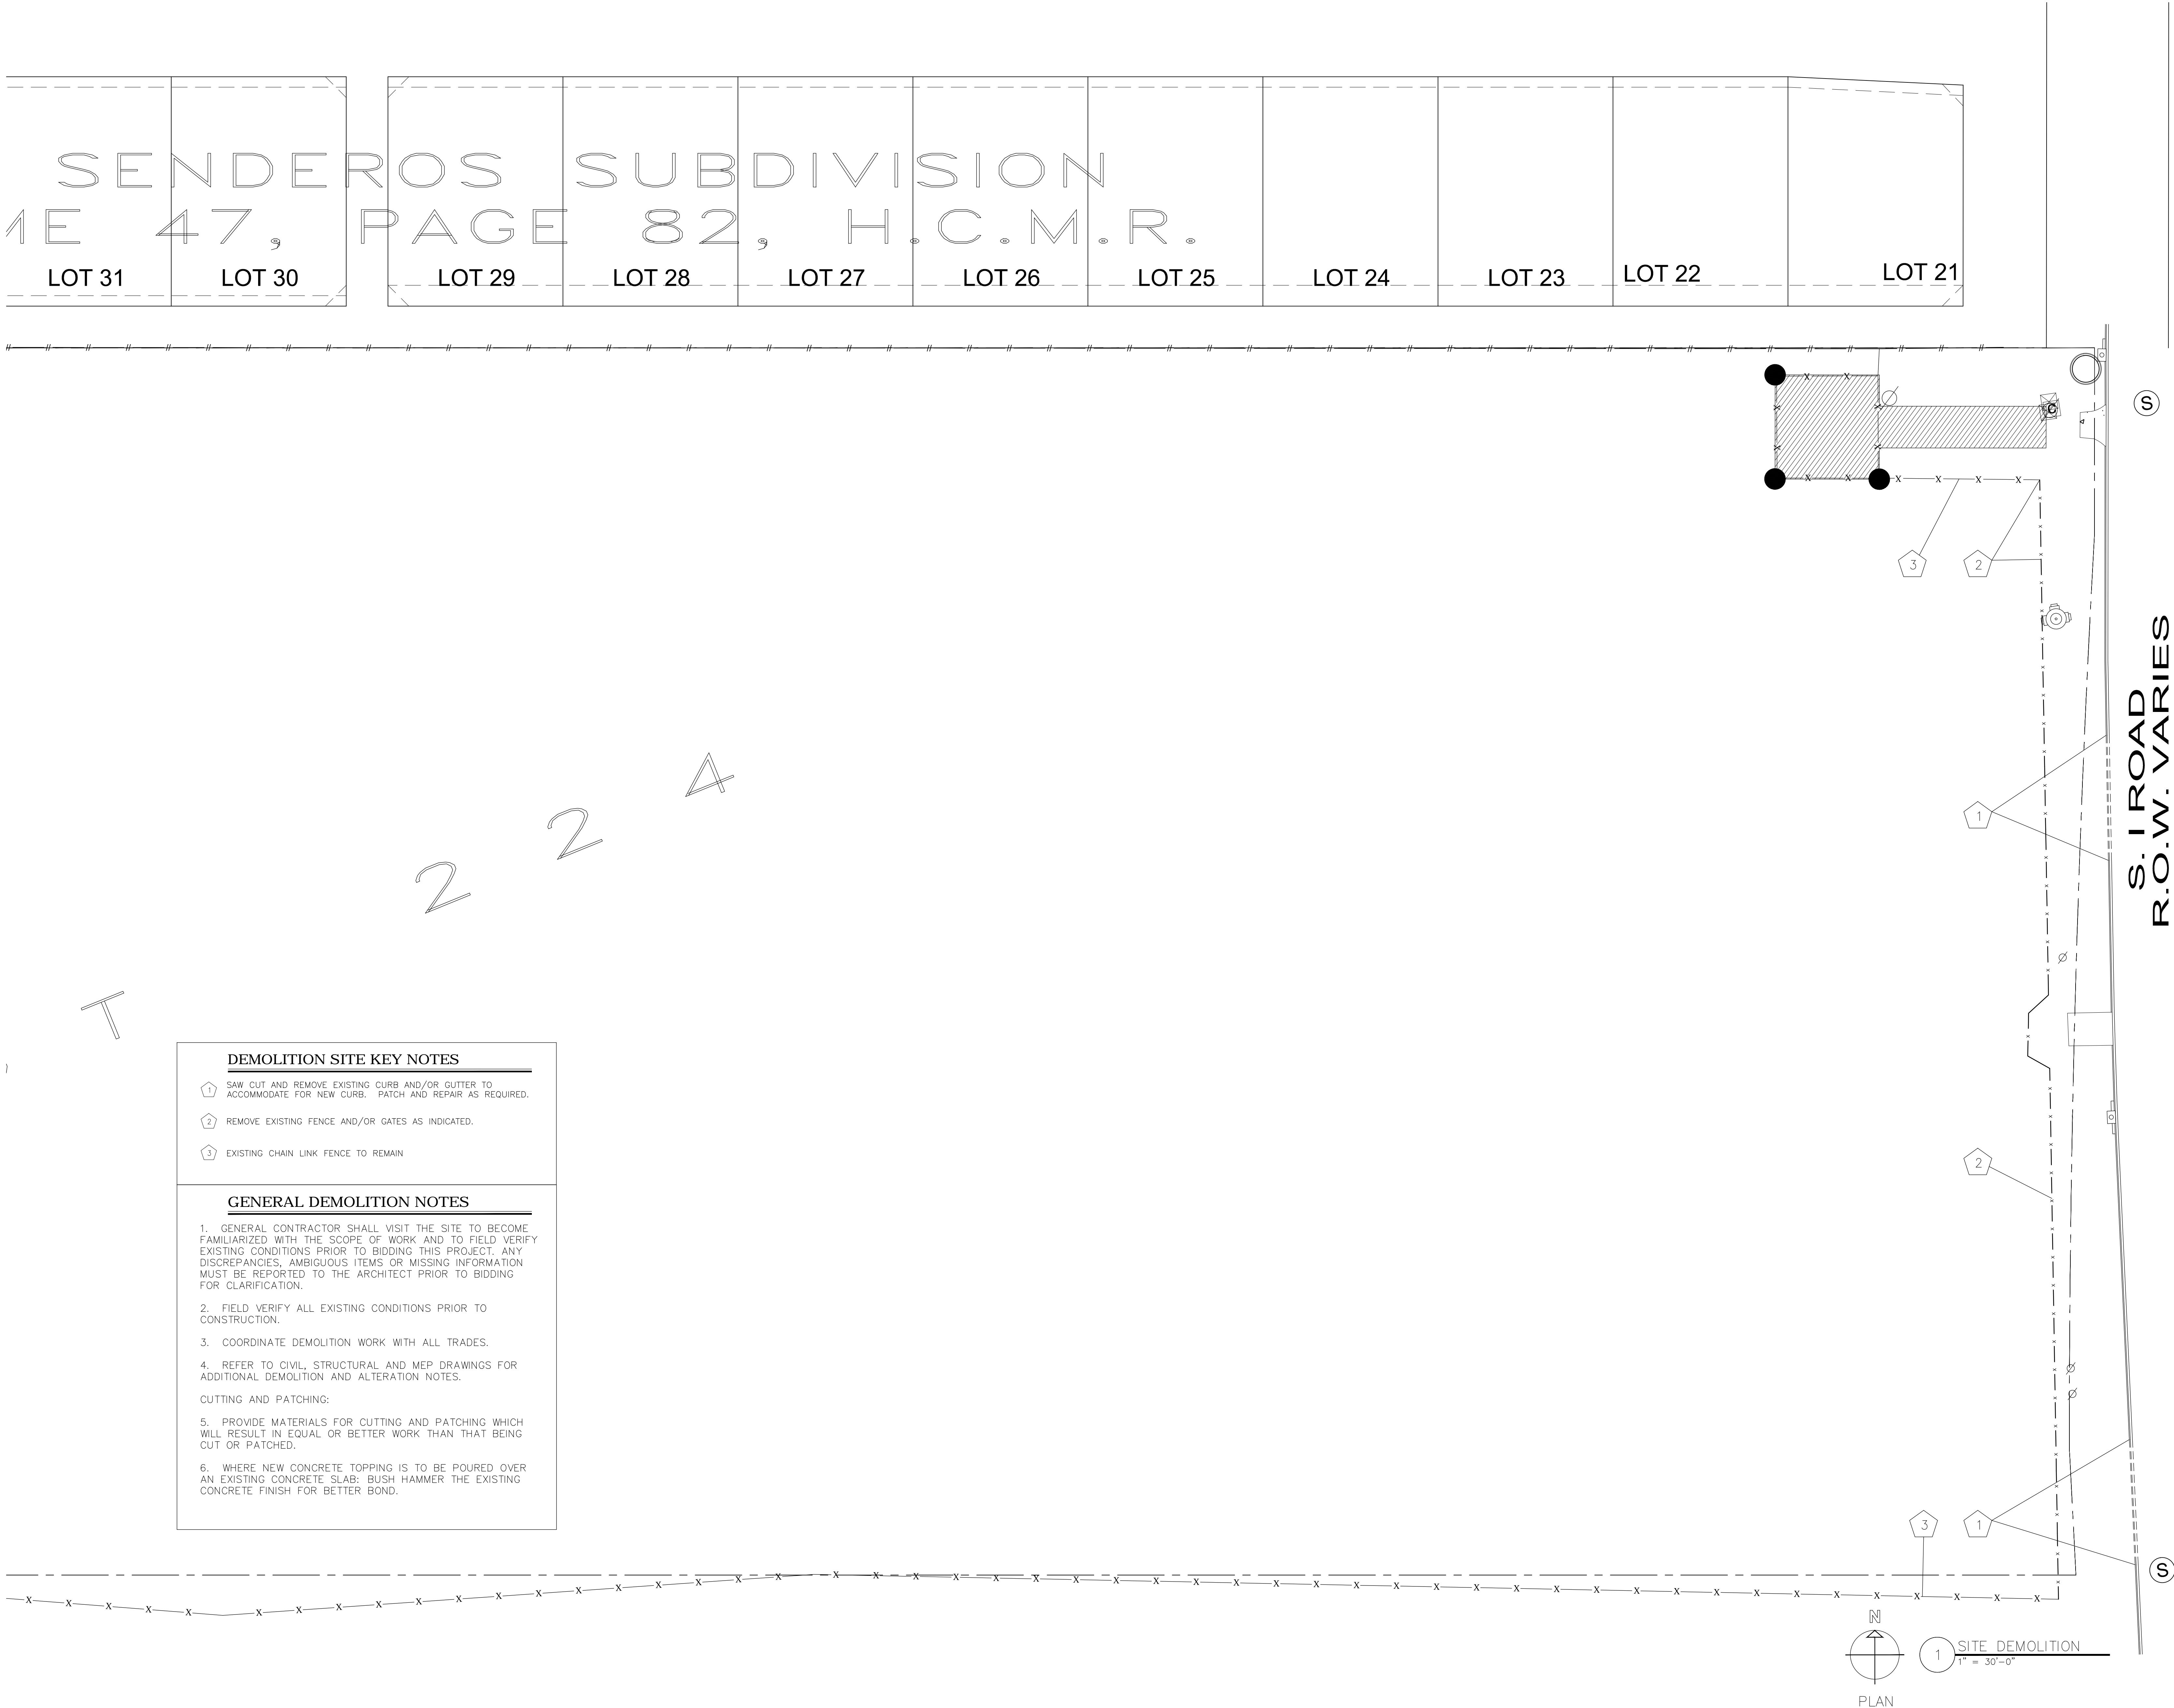 SENDEROS SUBDIVISION
ME 47, PAGE 82, H.C.M.R.
LOT 31 LOT 30 LOT 29 LOT 28 LOT 27 LOT 26 LOT 25 LOT 24 LOT 23 LOT 22 LOT 21
S
3 2
S. I ROAD
R.O.W. VARIES
1
T 2 2 4
DEMOLITION SITE KEY NOTES
1 SAW CUT AND REMOVE EXISTING CURB AND/OR GUTTER TO
ACCOMMODATE FOR NEW CURB. PATCH AND REPAIR AS REQUIRED.
2 REMOVE EXISTING FENCE AND/OR GATES AS INDICATED.
3 EXISTING CHAIN LINK FENCE TO REMAIN
GENERAL DEMOLITION NOTES
1. GENERAL CONTRACTOR SHALL VISIT THE SITE TO BECOME
FAMILIARIZED WITH THE SCOPE OF WORK AND TO FIELD VERIFY
EXISTING CONDITIONS PRIOR TO BIDDING THIS PROJECT. ANY
DISCREPANCIES, AMBIGUOUS ITEMS OR MISSING INFORMATION
MUST BE REPORTED TO THE ARCHITECT PRIOR TO BIDDING
FOR CLARIFICATION.
2. FIELD VERIFY ALL EXISTING CONDITIONS PRIOR TO
CONSTRUCTION.
3. COORDINATE DEMOLITION WORK WITH ALL TRADES.
4. REFER TO CIVIL, STRUCTURAL AND MEP DRAWINGS FOR
ADDITIONAL DEMOLITION AND ALTERATION NOTES.
CUTTING AND PATCHING:
5. PROVIDE MATERIALS FOR CUTTING AND PATCHING WHICH
WILL RESULT IN EQUAL OR BETTER WORK THAN THAT BEING
CUT OR PATCHED.
6. WHERE NEW CONCRETE TOPPING IS TO BE POURED OVER
AN EXISTING CONCRETE SLAB: BUSH HAMMER THE EXISTING
CONCRETE FINISH FOR BETTER BOND.
2
3 1
S
N
1 SITE DEMOLITION
1" = 30'-0"
PLAN